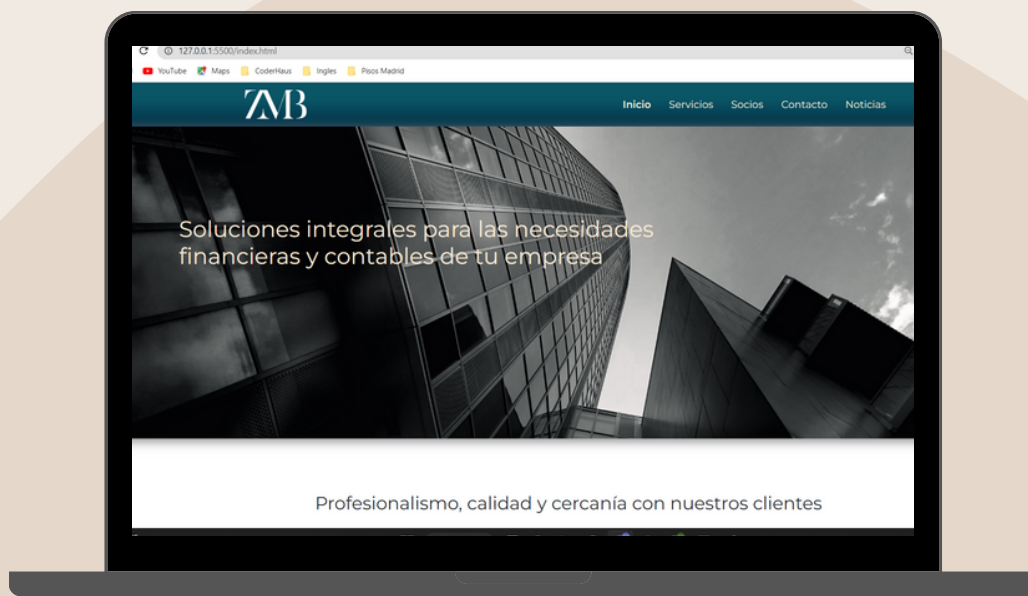 127.0.0.1:5500/index.html
YouTube Maps CoderHaus Ingles Pisos Madrid
ZMB Inicio Servicios Socios Contacto Noticias
Soluciones integrales para las necesidades
financieras y contables de tu empresa
Profesionalismo, calidad y cercanía con nuestros clientes